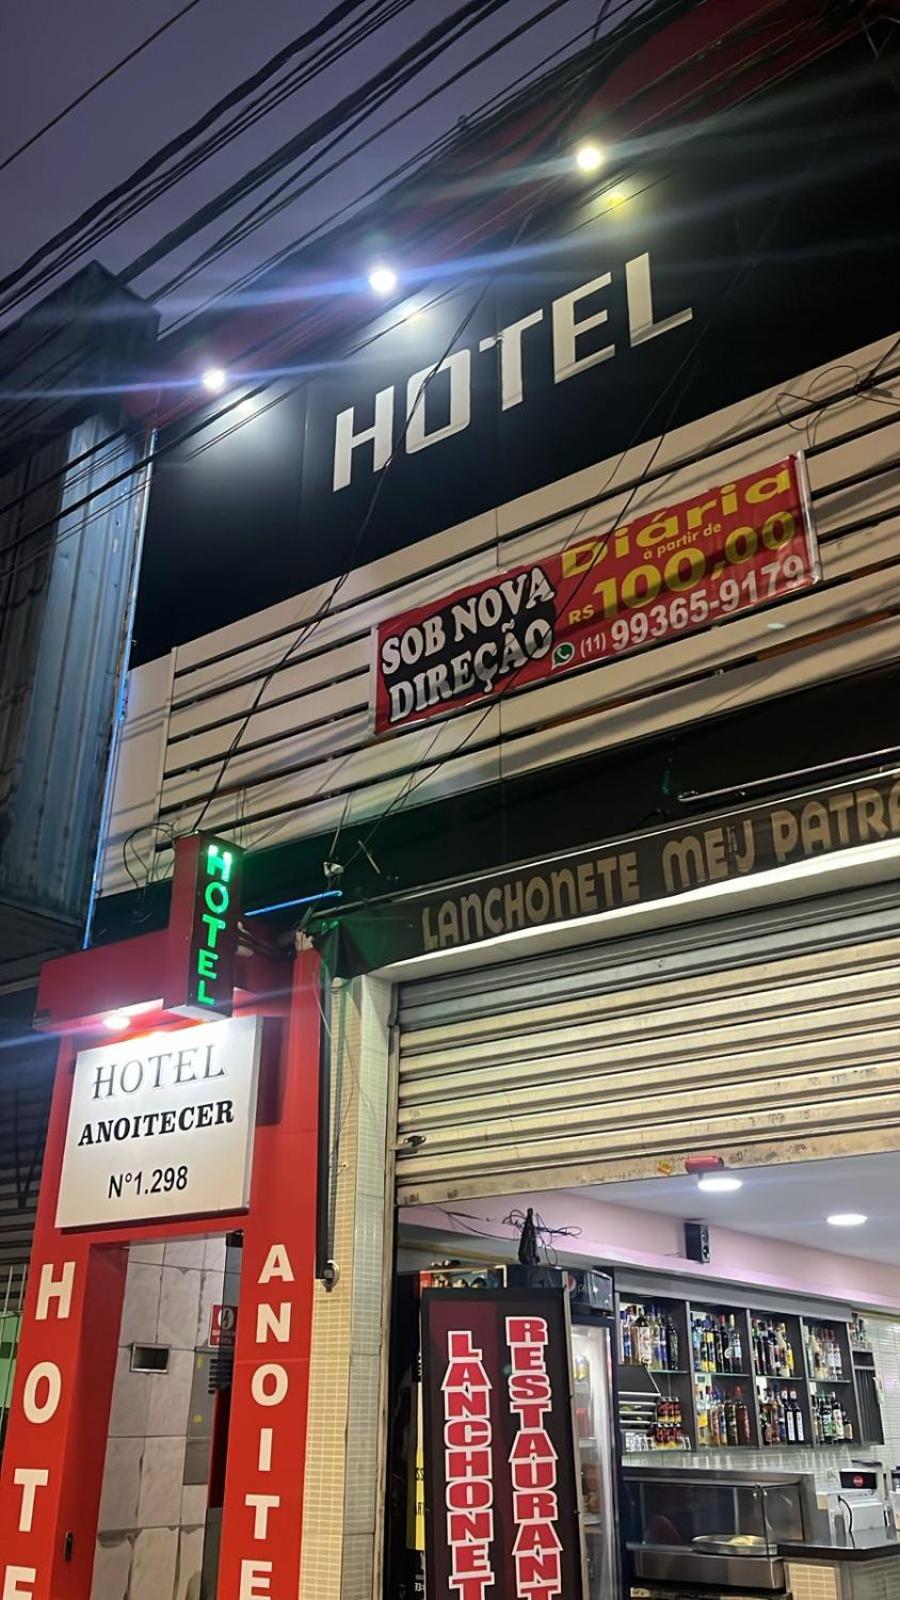 HOTEL
SOB NOVA
DIREÇÃO
Diária
à partir de
R$ 100,00
(11) 99365-9179
LANCHONETE MEU PATRA
HOTEL
HOTEL
ANOITECER
N°1.298
HOTE
ANOITE
LANCHONET
RESTAURANT